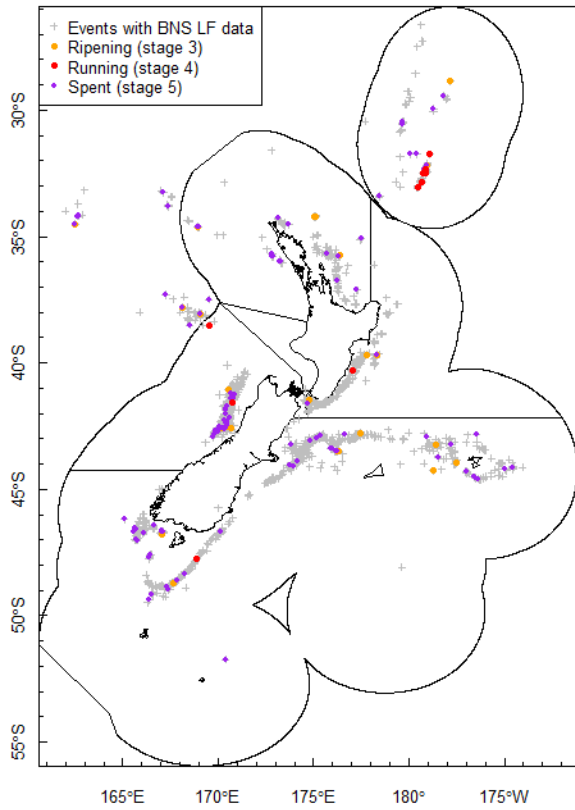 Events with BNS LF data
Ripening (stage 3)
Running (stage 4)
Spent (stage 5)
30°S
35°S
40°S
45°S
50°S
55°S
165°E
170°E
175°E
180°
175°W